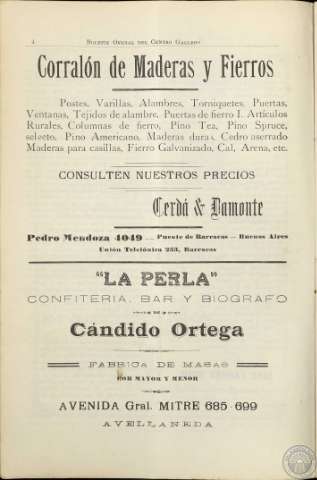 4 BOLETÍN OFICIAL DEL CENTRO GALLEGO
Corralón de Maderas y Fierros
Postes, Varillas, Alambres, Torniquetes, Puertas,
Ventanas, Tejidos de alambre, Puertas de fierro I. Artículos
Rurales, Columnas de fierro, Pino Tea, Pino Spruce,
selecto, Pino Americano, Maderas duras, Cedro aserrado
Maderas para casillas, Fierro Galvanizado, Cal, Arena, etc.
CONSULTEN NUESTROS PRECIOS
Cerdá & Damonte
Pedro Mendoza 4049 — Puente de Barracas — Buenos Aires
Unión Telefónica 253, Barracas
"LA PERLA"
CONFITERIA, BAR Y BIOGRAFO
DE
Cándido Ortega
FABRICA DE MASAS
POR MAYOR Y MENOR
AVENIDA Gral. MITRE 685-699
AVELLANEDA